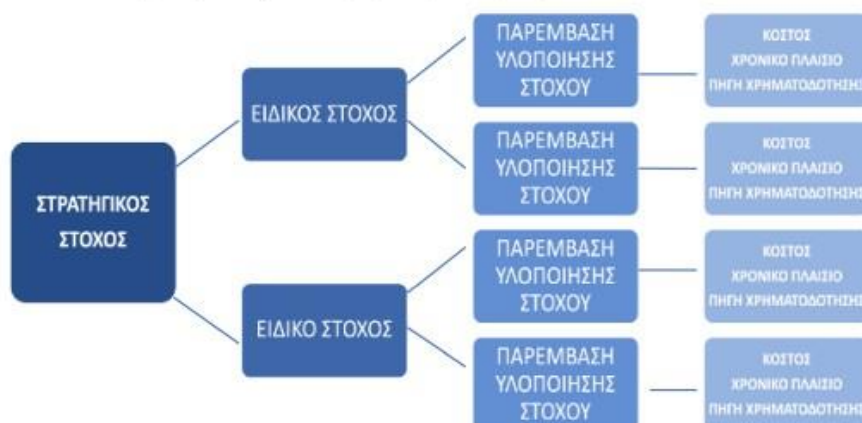 ΣΤΡΑΤΗΓΙΚΟΣ
ΣΤΟΧΟΣ
ΕΙΔΙΚΟΣ ΣΤΟΧΟΣ
ΠΑΡΕΜΒΑΣΗ
ΥΛΟΠΟΙΗΣΗΣ
ΣΤΟΧΟΥ
ΚΟΣΤΟΣ
ΧΡΟΝΙΚΟ ΠΛΑΙΣΙΟ
ΠΗΓΗ ΧΡΗΜΑΤΟΔΟΤΗΣΗΣ
ΠΑΡΕΜΒΑΣΗ
ΥΛΟΠΟΙΗΣΗΣ
ΣΤΟΧΟΥ
ΚΟΣΤΟΣ
ΧΡΟΝΙΚΟ ΠΛΑΙΣΙΟ
ΠΗΓΗ ΧΡΗΜΑΤΟΔΟΤΗΣΗΣ
ΕΙΔΙΚΟ ΣΤΟΧΟΣ
ΠΑΡΕΜΒΑΣΗ
ΥΛΟΠΟΙΗΣΗΣ
ΣΤΟΧΟΥ
ΚΟΣΤΟΣ
ΧΡΟΝΙΚΟ ΠΛΑΙΣΙΟ
ΠΗΓΗ ΧΡΗΜΑΤΟΔΟΤΗΣΗΣ
ΠΑΡΕΜΒΑΣΗ
ΥΛΟΠΟΙΗΣΗΣ
ΣΤΟΧΟΥ
ΚΟΣΤΟΣ
ΧΡΟΝΙΚΟ ΠΛΑΙΣΙΟ
ΠΗΓΗ ΧΡΗΜΑΤΟΔΟΤΗΣΗΣ